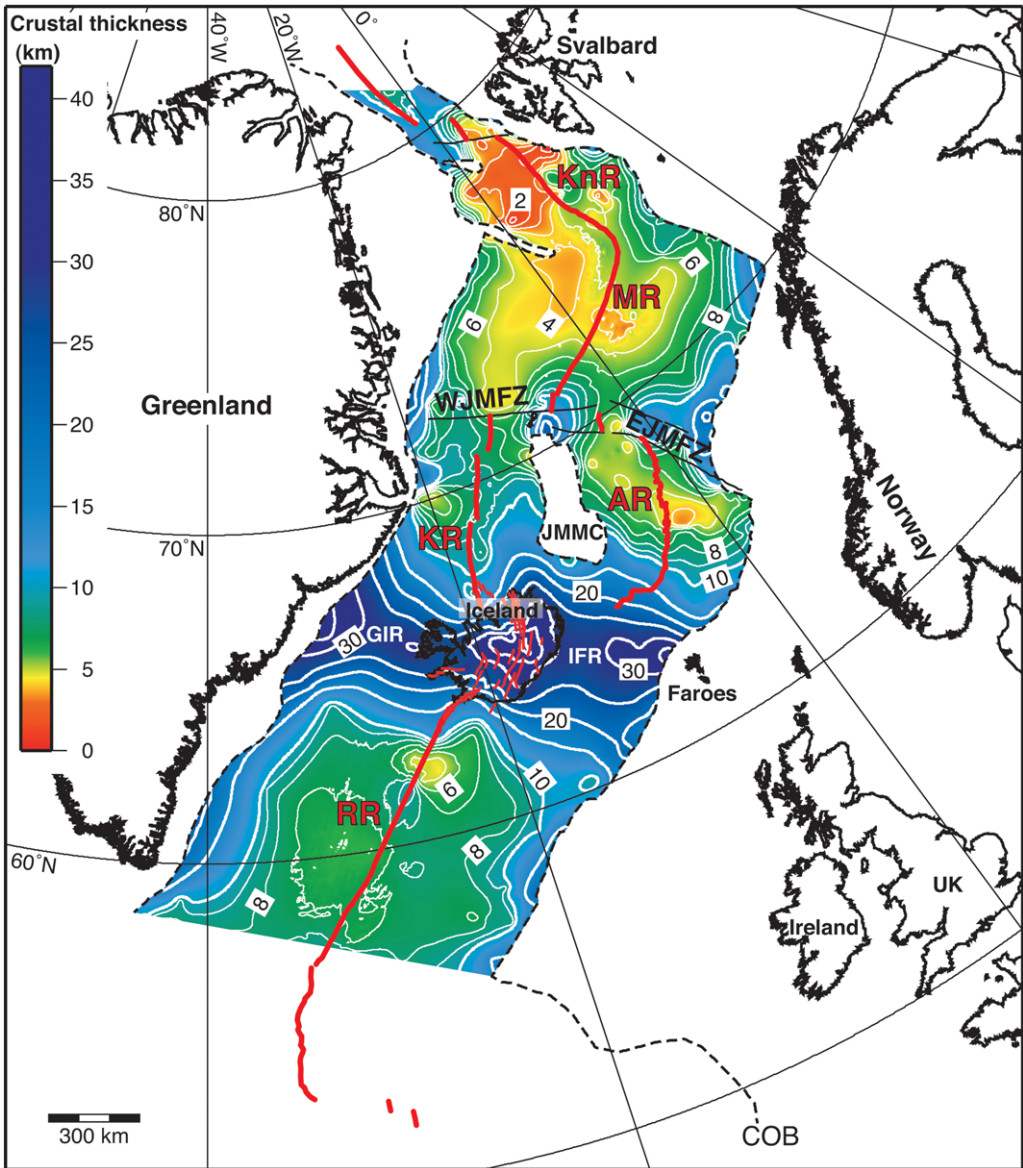 Crustal thickness
(km)
40
35
30
25
20
15
10
5
0
40°W
20°W
0°
Svalbard
80°N
KnR
2
6
MR
6
4
8
WJMFZ
EJMFZ
Greenland
AR
Norway
70°N
KR
JMMC
8
10
20
Iceland
30
GIR
IFR
30
Faroes
20
10
6
RR
8
60°N
8
UK
Ireland
300 km
COB